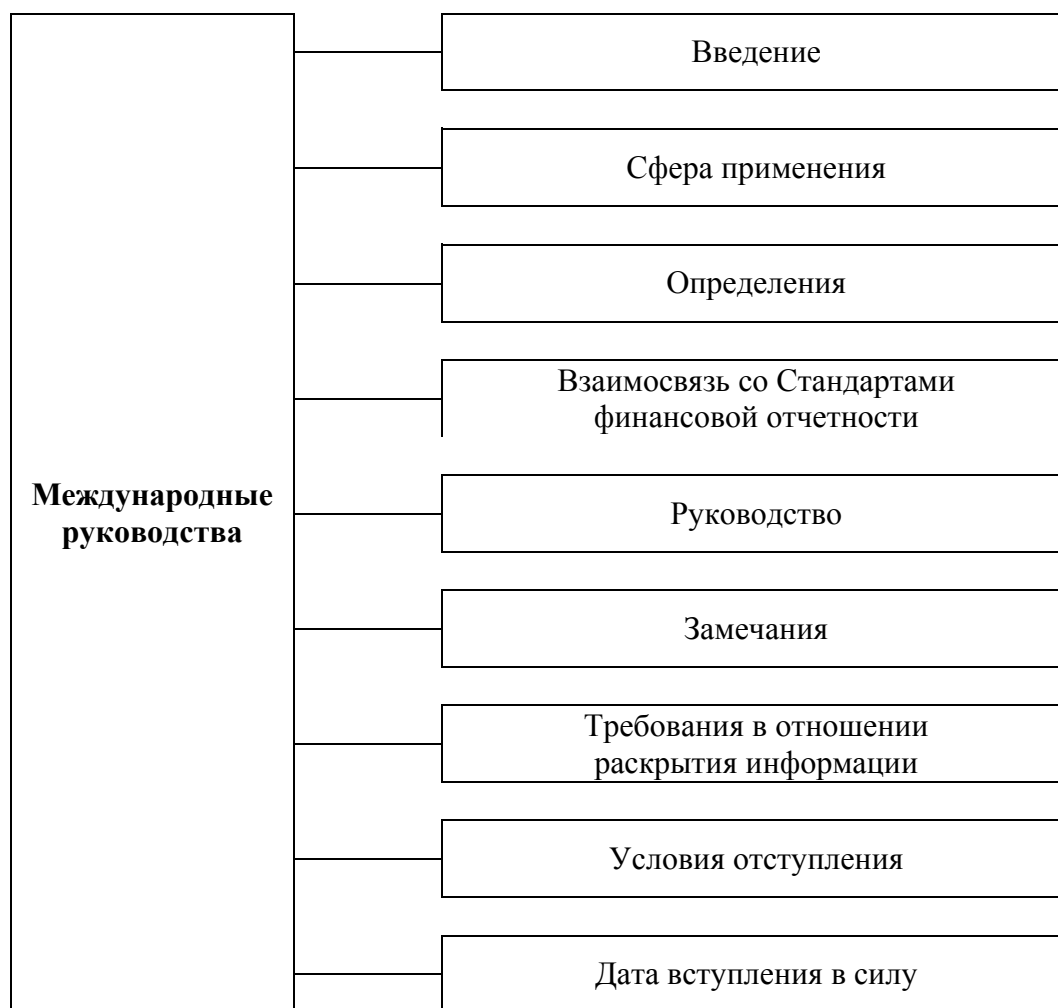 Международные
руководства
Введение
Сфера применения
Определения
Взаимосвязь со Стандартами
финансовой отчетности
Руководство
Замечания
Требования в отношении
раскрытия информации
Условия отступления
Дата вступления в силу